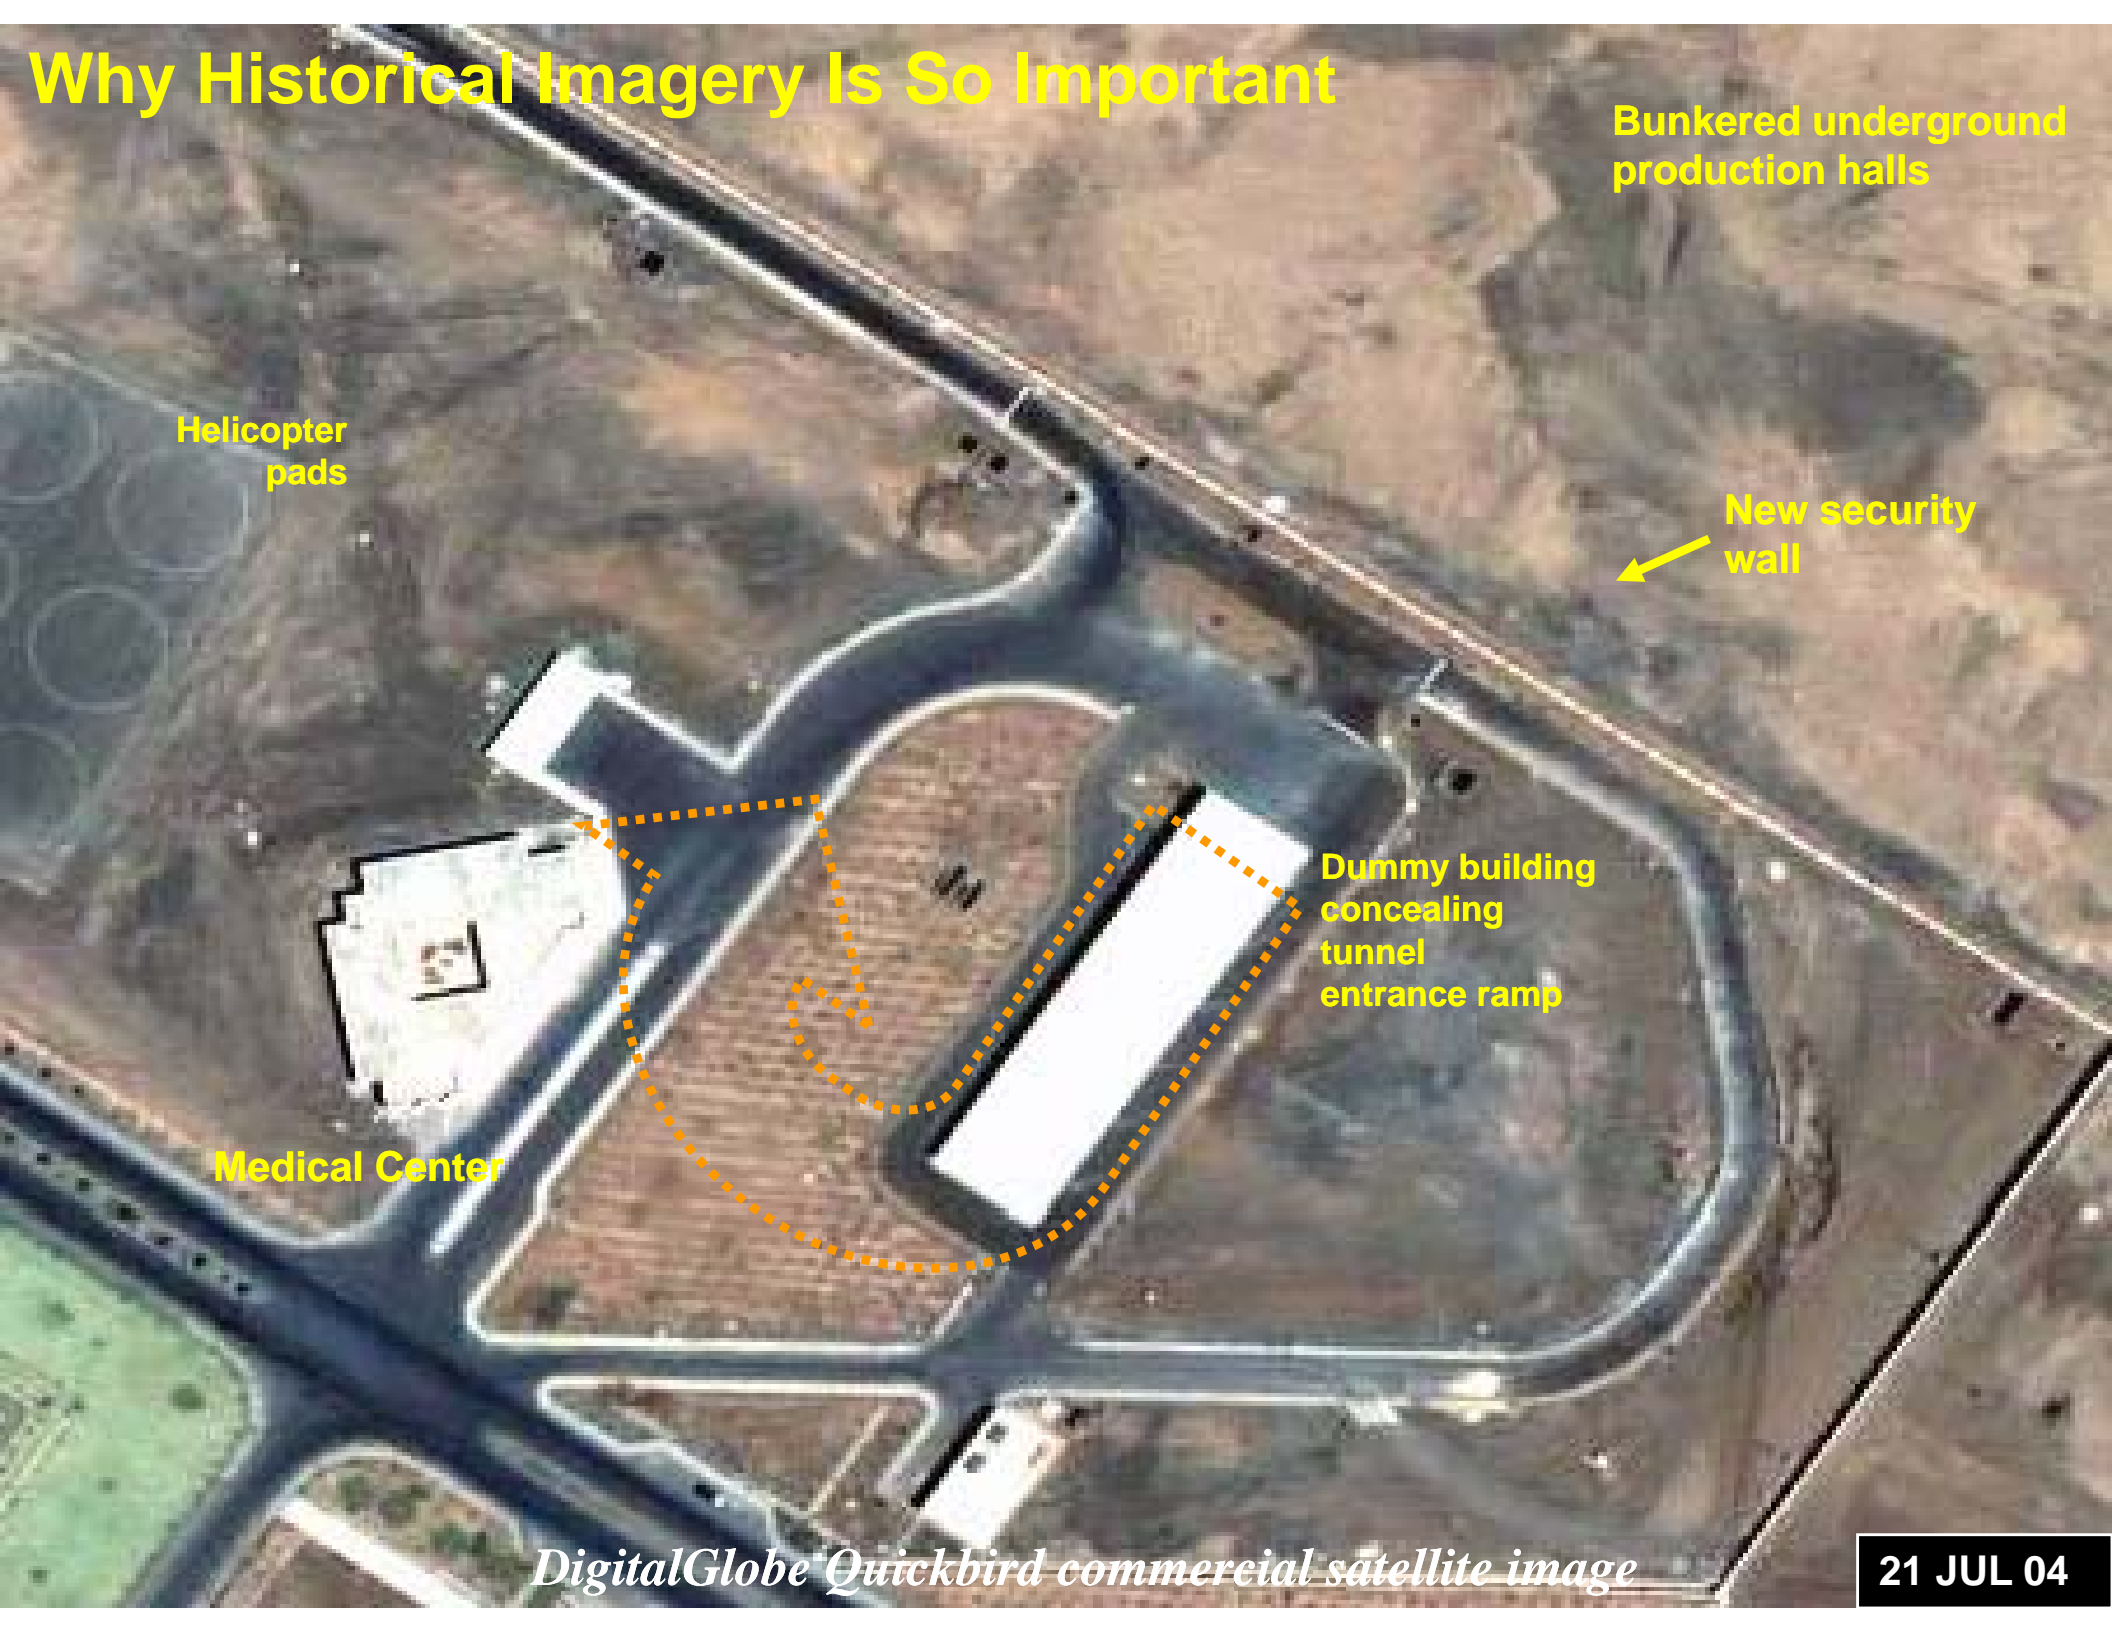 Why Historical Imagery Is So Important
Bunkered underground
production halls
Helicopter
pads
New security
wall
Dummy building
concealing
tunnel
entrance ramp
Medical Center
DigitalGlobe Quickbird commercial satellite image
21 JUL 04